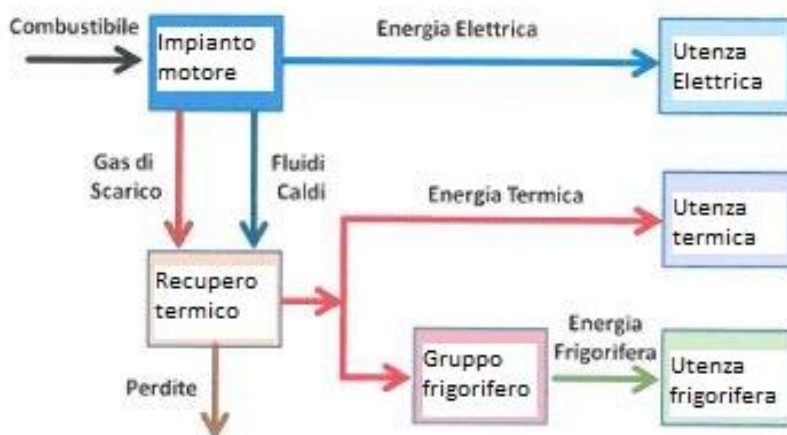 Combustibile
Impianto
motore
Energia Elettrica
Utenza
Elettrica
Gas di
Scarico
Fluidi
Caldi
Energia Termica
Utenza
termica
Recupero
termico
Perdite
Gruppo
frigorifero
Energia
Frigorifera
Utenza
frigorifera